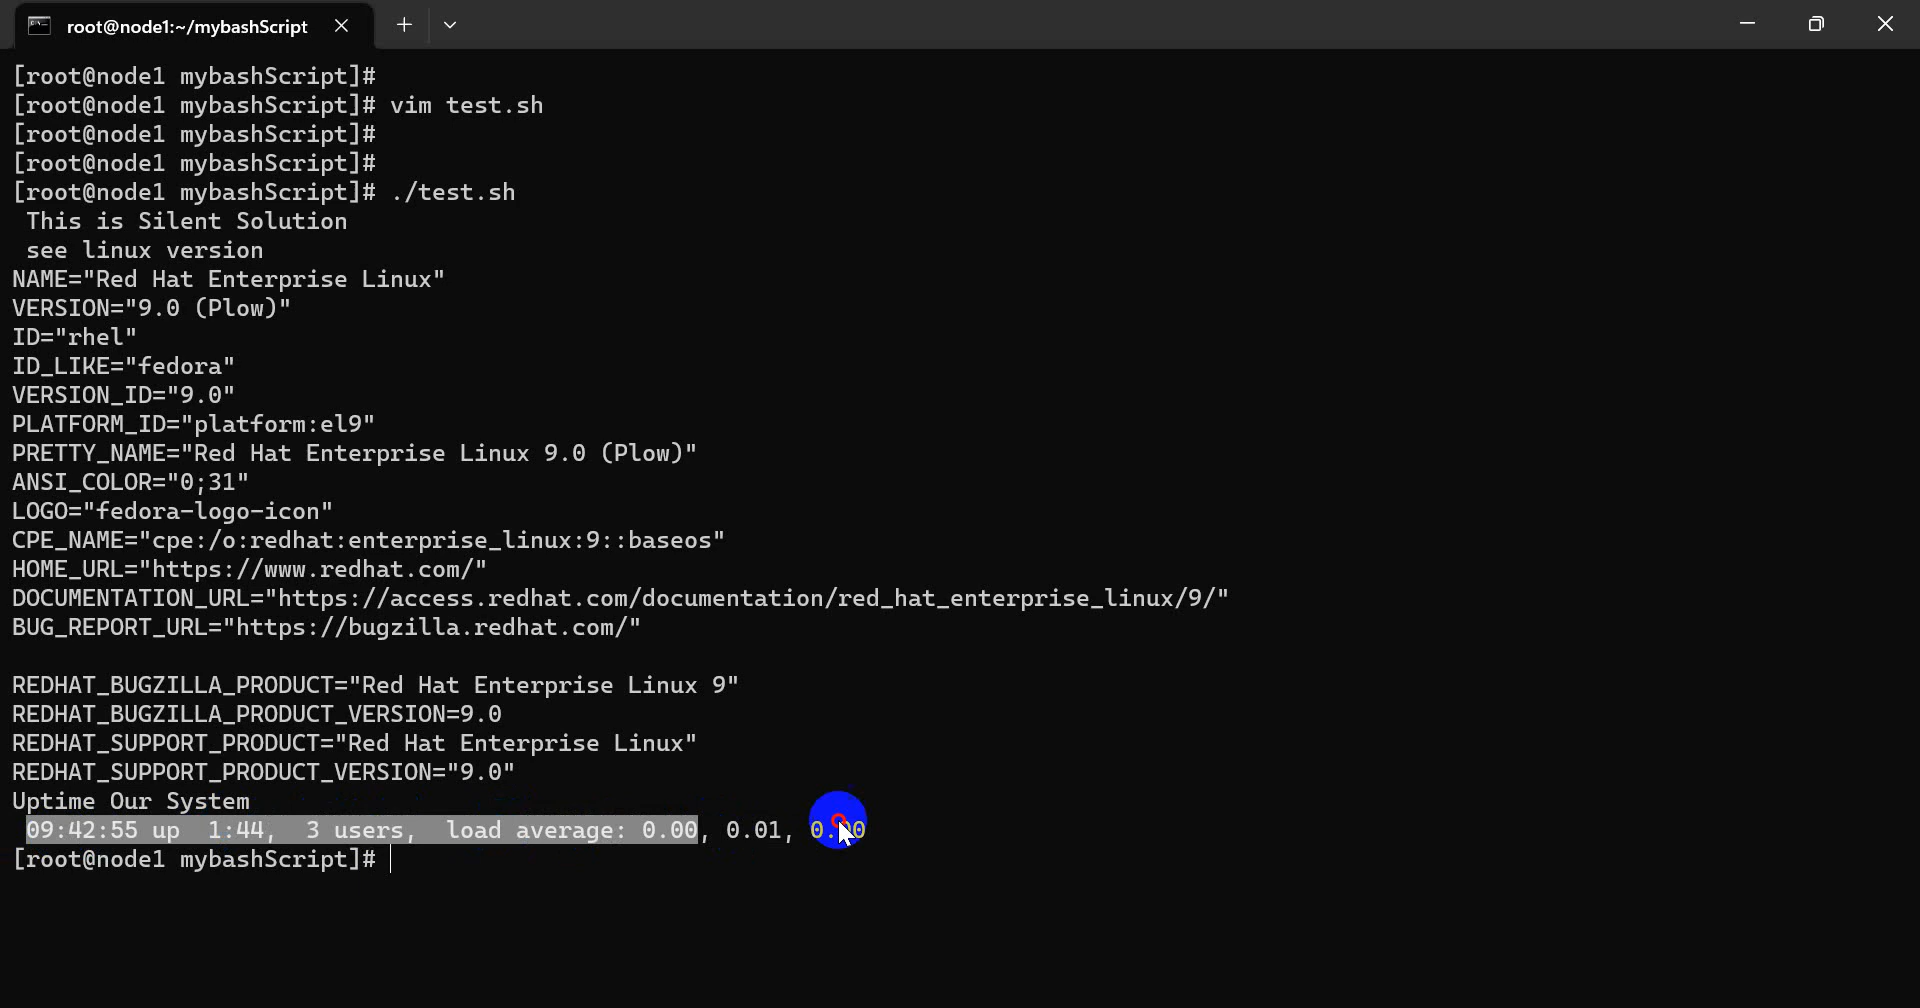 root@node1:~/mybashScript
[root@node1 mybashScript]#
[root@node1 mybashScript]# vim test.sh
[root@node1 mybashScript]#
[root@node1 mybashScript]#
[root@node1 mybashScript]# ./test.sh
This is Silent Solution
see linux version
NAME="Red Hat Enterprise Linux"
VERSION="9.0 (Plow)"
ID="rhel"
ID_LIKE="fedora"
VERSION_ID="9.0"
PLATFORM_ID="platform:el9"
PRETTY_NAME="Red Hat Enterprise Linux 9.0 (Plow)"
ANSI_COLOR="0;31"
LOGO="fedora-logo-icon"
CPE_NAME="cpe:/o:redhat:enterprise_linux:9::baseos"
HOME_URL="https://www.redhat.com/"
DOCUMENTATION_URL="https://access.redhat.com/documentation/red_hat_enterprise_linux/9/"
BUG_REPORT_URL="https://bugzilla.redhat.com/"
REDHAT_BUGZILLA_PRODUCT="Red Hat Enterprise Linux 9"
REDHAT_BUGZILLA_PRODUCT_VERSION=9.0
REDHAT_SUPPORT_PRODUCT="Red Hat Enterprise Linux"
REDHAT_SUPPORT_PRODUCT_VERSION="9.0"
Uptime Our System
09:42:55 up  1:44,  3 users,  load average: 0.00, 0.01, 0.00
[root@node1 mybashScript]#